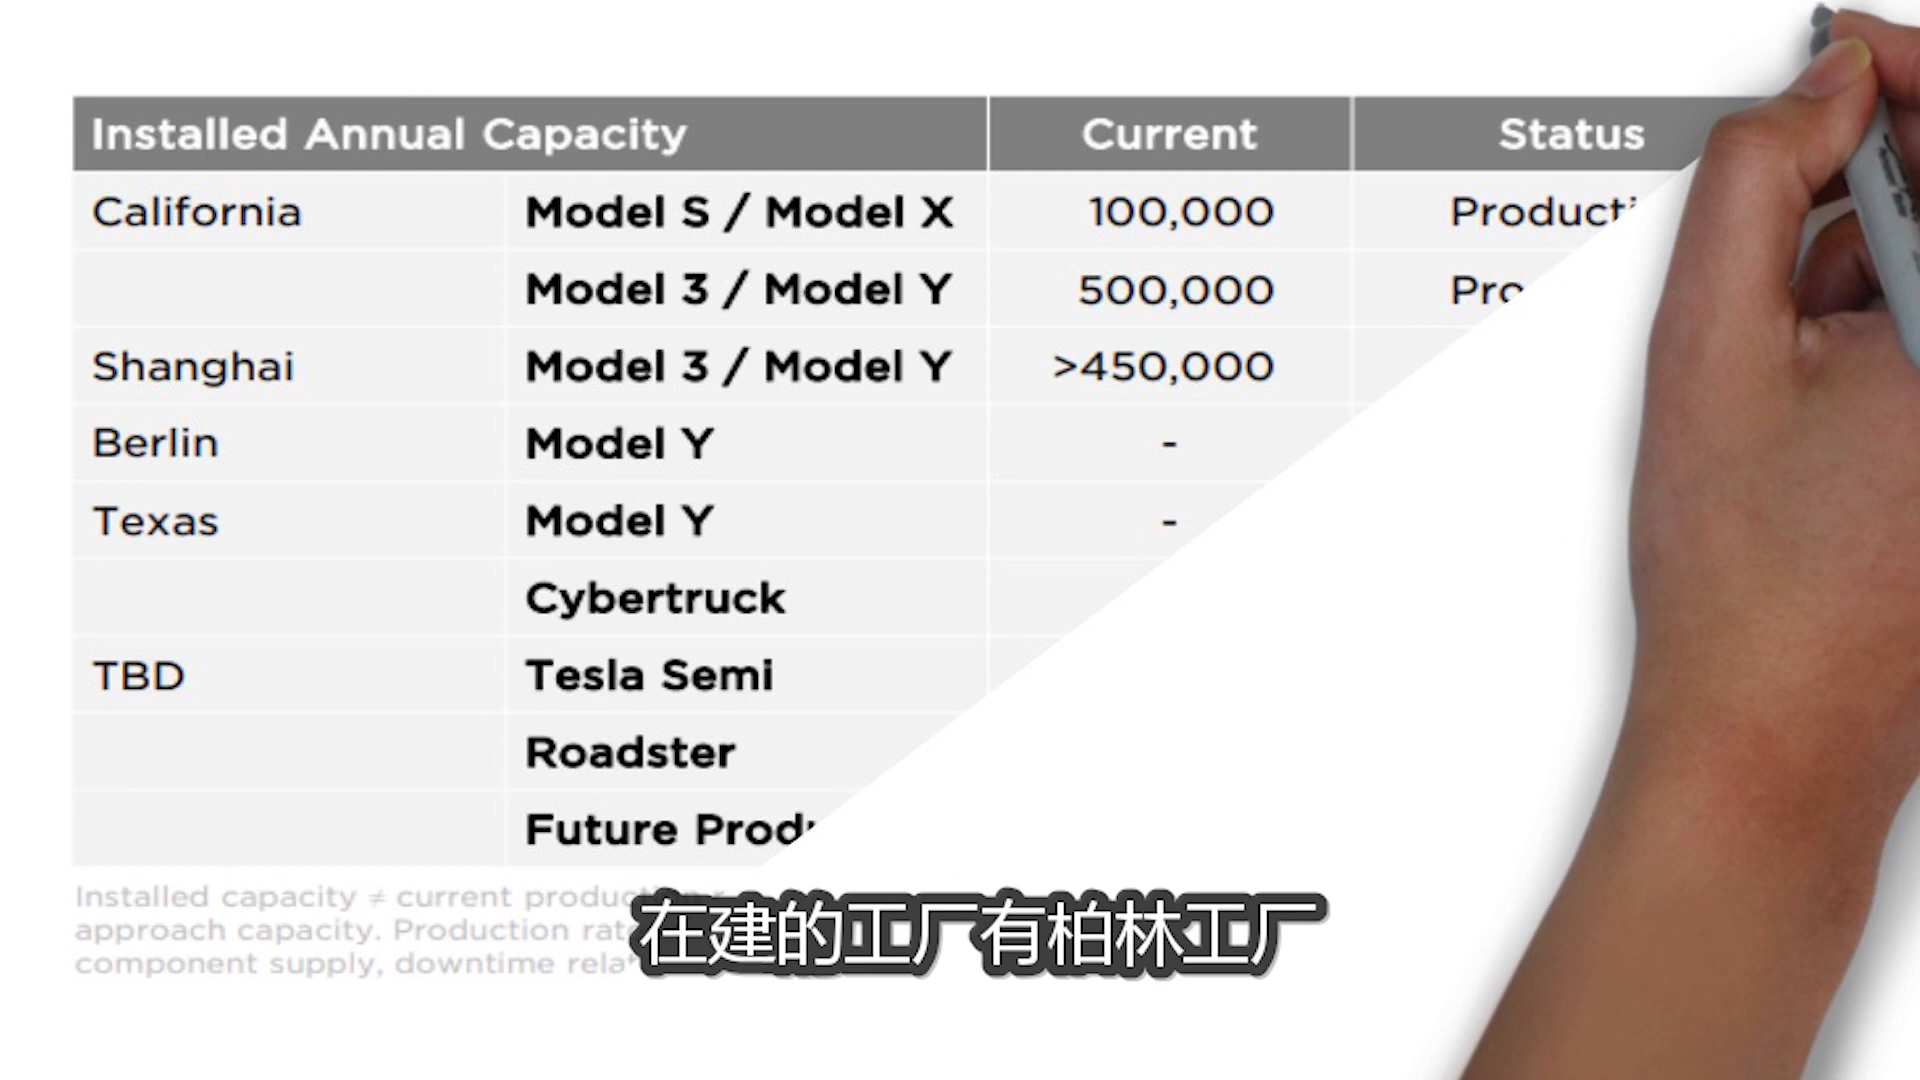 Installed Annual Capacity Current Status
California Model S / Model X 100,000
Model 3 / Model Y 500,000
Shanghai Model 3 / Model Y >450,000
Berlin Model Y -
Texas Model Y -
Cybertruck
TBD Tesla Semi
Roadster
Future
Installed capacity ≠ current
approach capacity. Production
component supply, downtime
在建的工厂有柏林工厂